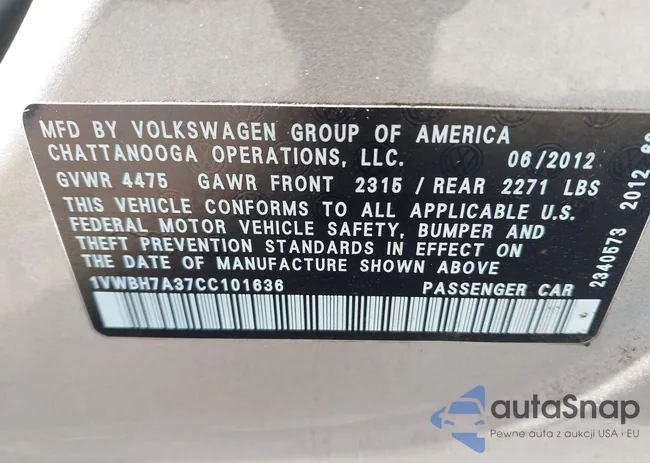 MFD BY VOLKSWAGEN GROUP OF AMERICA
CHATTANOOGA OPERATIONS, LLC. 06/2012
GVWR 4475 GAWR FRONT 2315 / REAR 2271 LBS
THIS VEHICLE CONFORMS TO ALL APPLICABLE U.S.
FEDERAL MOTOR VEHICLE SAFETY, BUMPER AND
THEFT PREVENTION STANDARDS IN EFFECT ON
THE DATE OF MANUFACTURE SHOWN ABOVE
1VWBH7A37CC101636 PASSENGER CAR
2340573 2012
autaSnap
Pewne auta z aukcji USA i EU